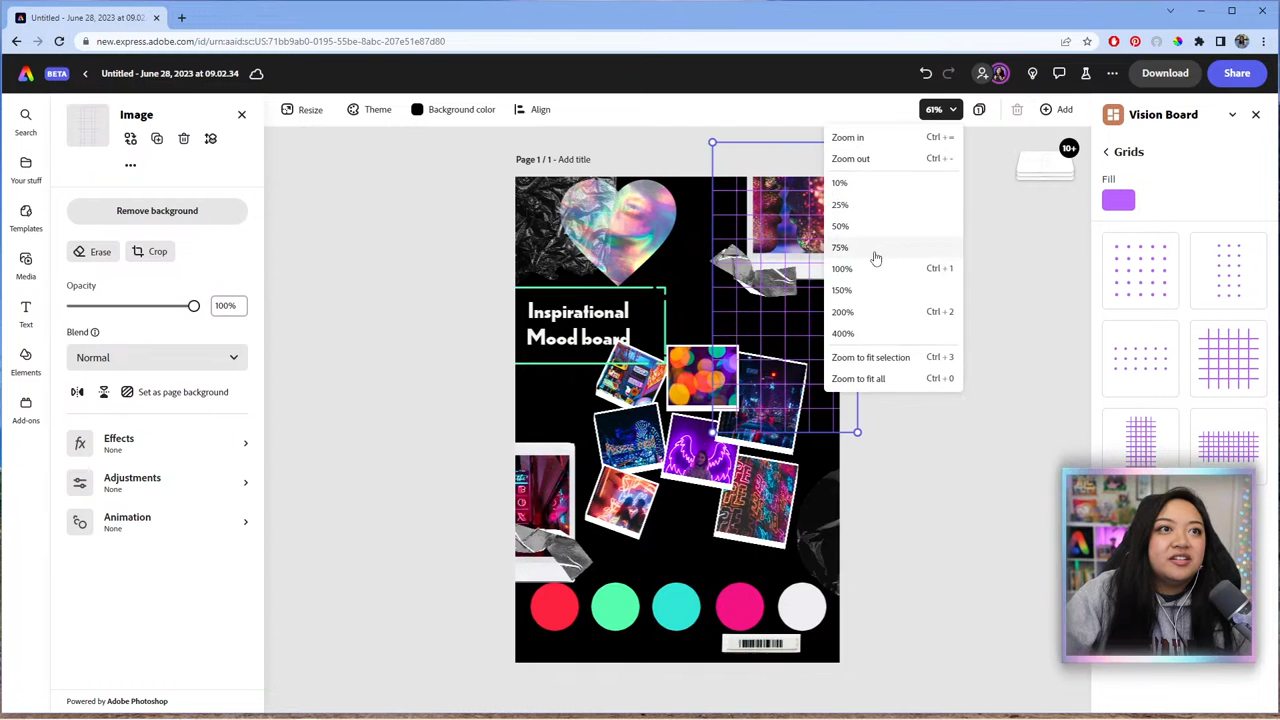 Untitled - June 28, 2023 at 09.02.
new.express.adobe.com/id/urn:aaid:sc:US:71bb9ab0-0195-55be-8abc-207e51e87d80
BETA
Untitled - June 28, 2023 at 09.02.34
Download
Share
Search
Your stuff
Templates
Media
Text
Elements
Add-ons
Image
Remove background
Erase
Crop
Opacity
100%
Blend
Normal
Set as page background
Effects
None
Adjustments
None
Animation
None
Powered by Adobe Photoshop
Resize
Theme
Background color
Align
61%
Add
Page 1 / 1 - Add title
Inspirational
Mood board
Zoom in Ctrl + =
Zoom out Ctrl + -
10%
25%
50%
75%
100% Ctrl + 1
150%
200% Ctrl + 2
400%
Zoom to fit selection Ctrl + 3
Zoom to fit all Ctrl + 0
10+
Vision Board
Grids
Fill